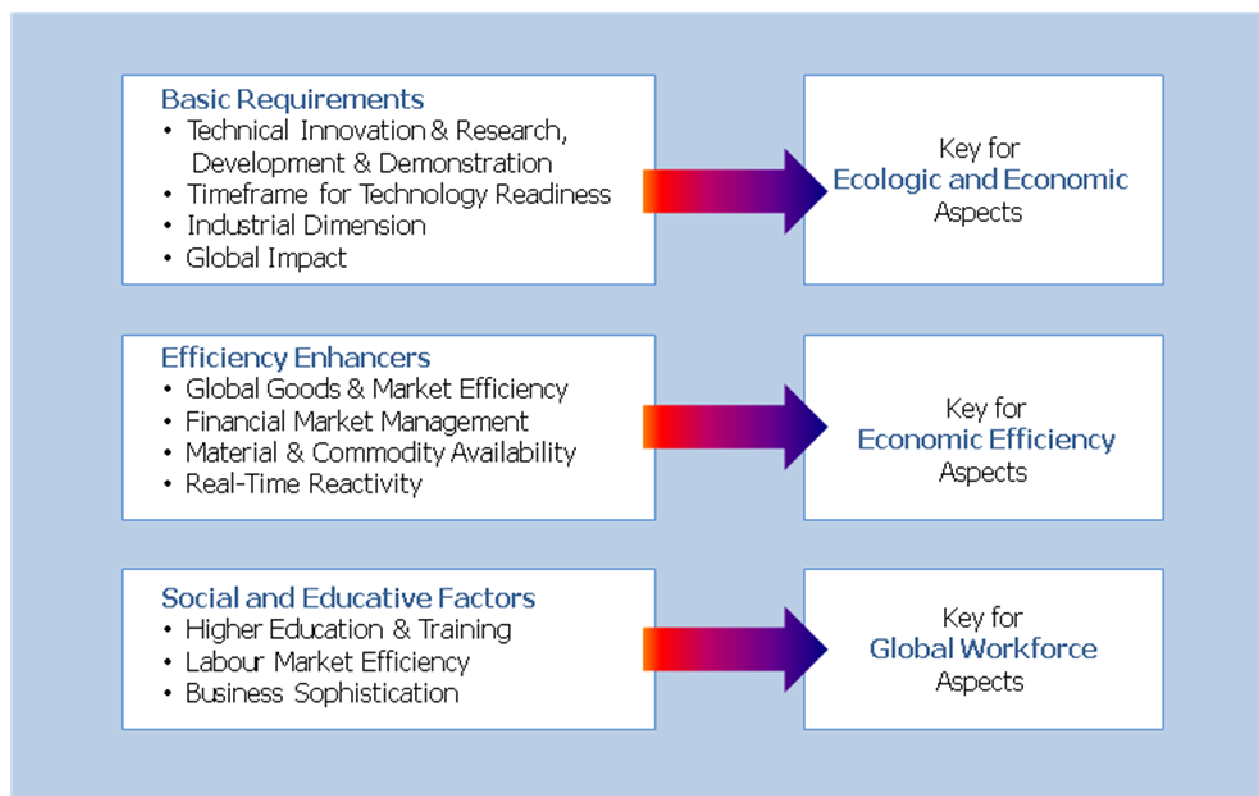 Basic Requirements
• Technical Innovation & Research,
Development & Demonstration
• Timeframe for Technology Readiness
• Industrial Dimension
• Global Impact
Key for
Ecologic and Economic
Aspects
Efficiency Enhancers
• Global Goods & Market Efficiency
• Financial Market Management
• Material & Commodity Availability
• Real-Time Reactivity
Key for
Economic Efficiency
Aspects
Social and Educative Factors
• Higher Education & Training
• Labour Market Efficiency
• Business Sophistication
Key for
Global Workforce
Aspects